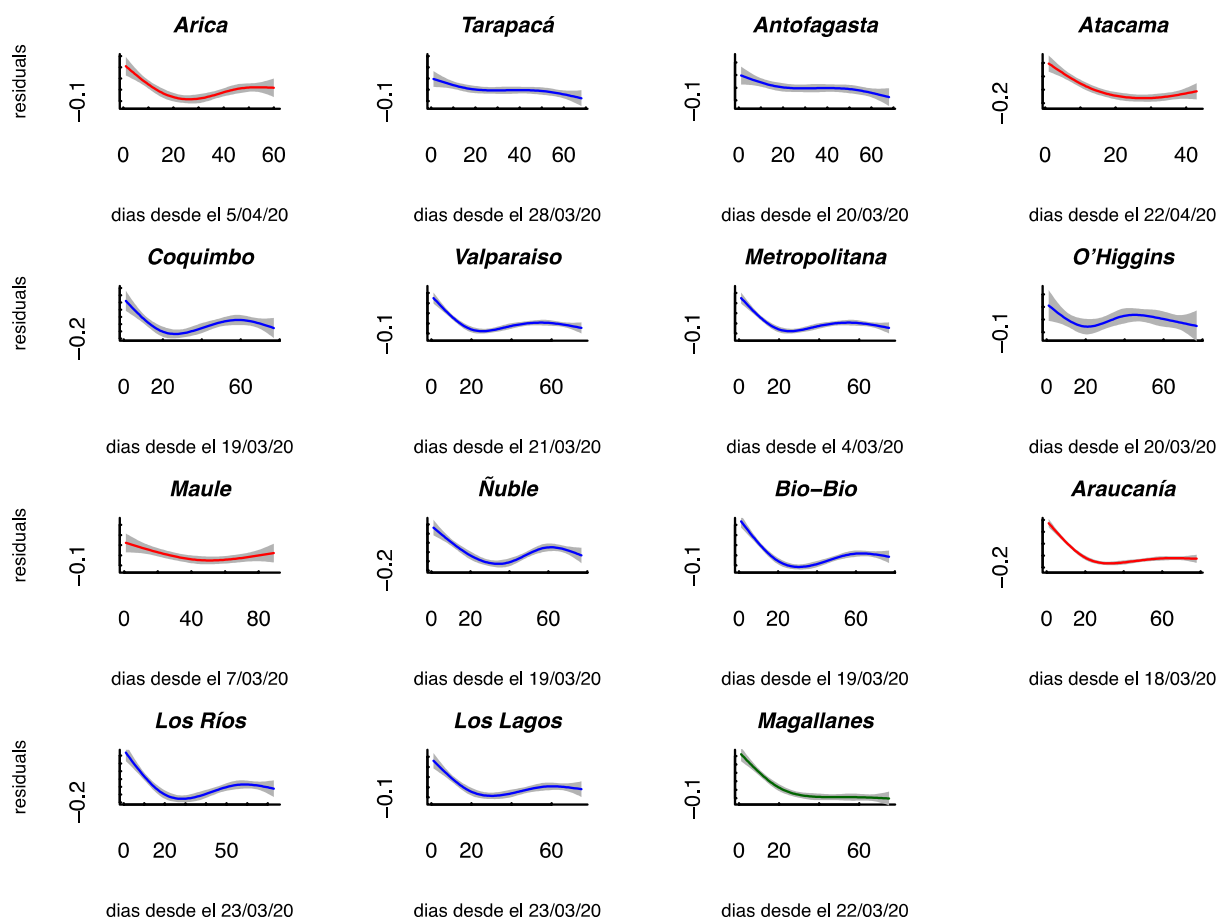 Arica Tarapacá Antofagasta Atacama
residuals
−0.1 −0.1 −0.1 −0.2
0 20 40 60 0 20 40 60 0 20 40 60 0 20 40
dias desde el 5/04/20 dias desde el 28/03/20 dias desde el 20/03/20 dias desde el 22/04/20
Coquimbo Valparaiso Metropolitana O’Higgins
residuals
−0.2 −0.1 −0.1 −0.1
0 20 60 0 20 60 0 20 60 0 20 60
dias desde el 19/03/20 dias desde el 21/03/20 dias desde el 4/03/20 dias desde el 20/03/20
Maule Ñuble Bio−Bio Araucanía
residuals
−0.1 −0.2 −0.1 −0.2
0 40 80 0 20 60 0 20 60 0 20 60
dias desde el 7/03/20 dias desde el 19/03/20 dias desde el 19/03/20 dias desde el 18/03/20
Los Ríos Los Lagos Magallanes
residuals
−0.2 −0.1 −0.1
0 20 50 0 20 60 0 20 60
dias desde el 23/03/20 dias desde el 23/03/20 dias desde el 22/03/20